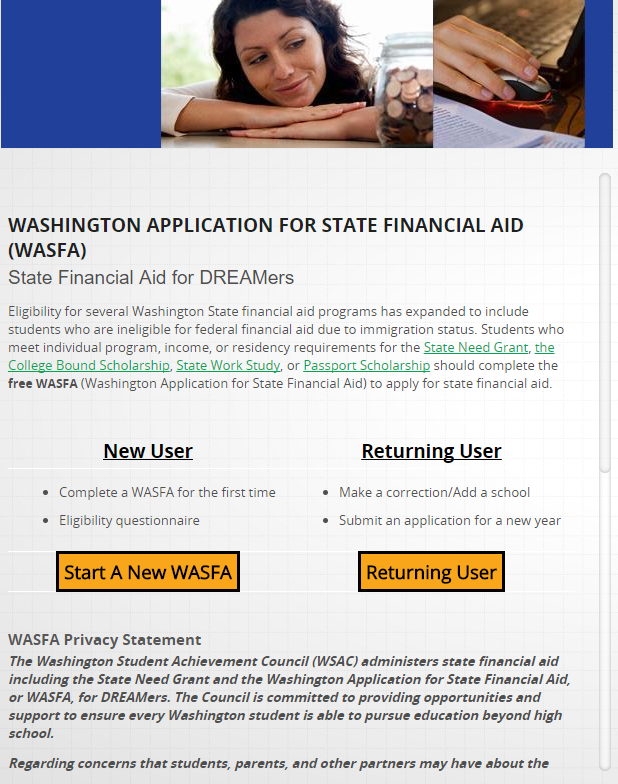 WASHINGTON APPLICATION FOR STATE FINANCIAL AID
(WASFA)
State Financial Aid for DREAMers
Eligibility for several Washington State financial aid programs has expanded to include
students who are ineligible for federal financial aid due to immigration status. Students who
meet individual program, income, or residency requirements for the State Need Grant, the
College Bound Scholarship, State Work Study, or Passport Scholarship should complete the
free WASFA (Washington Application for State Financial Aid) to apply for state financial aid.
New User
• Complete a WASFA for the first time
• Eligibility questionnaire
Start A New WASFA
Returning User
• Make a correction/Add a school
• Submit an application for a new year
Returning User
WASFA Privacy Statement
The Washington Student Achievement Council (WSAC) administers state financial aid
including the State Need Grant and the Washington Application for State Financial Aid,
or WASFA, for DREAMers. The Council is committed to providing opportunities and
support to ensure every Washington student is able to pursue education beyond high
school.
Regarding concerns that students, parents, and other partners may have about the